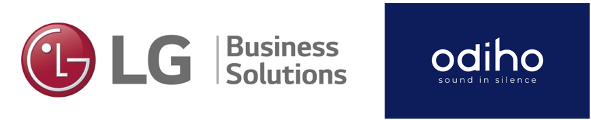 LG
Business
Solutions
odiho
sound in silence